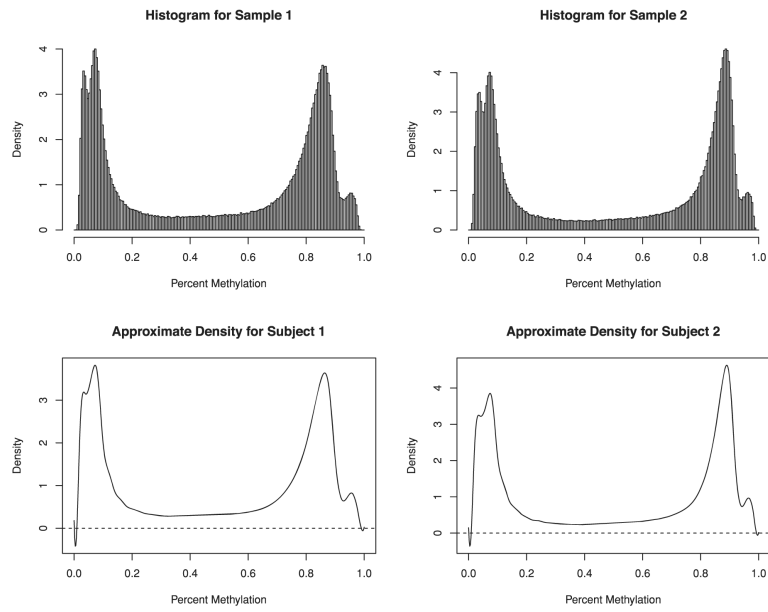 Histogram for Sample 1
Density
0 1 2 3 4
0.0 0.2 0.4 0.6 0.8 1.0
Percent Methylation
Histogram for Sample 2
Density
0 1 2 3 4
0.0 0.2 0.4 0.6 0.8 1.0
Percent Methylation
Approximate Density for Subject 1
Density
0 1 2 3
0.0 0.2 0.4 0.6 0.8 1.0
Percent Methylation
Approximate Density for Subject 2
Density
0 1 2 3 4
0.0 0.2 0.4 0.6 0.8 1.0
Percent Methylation